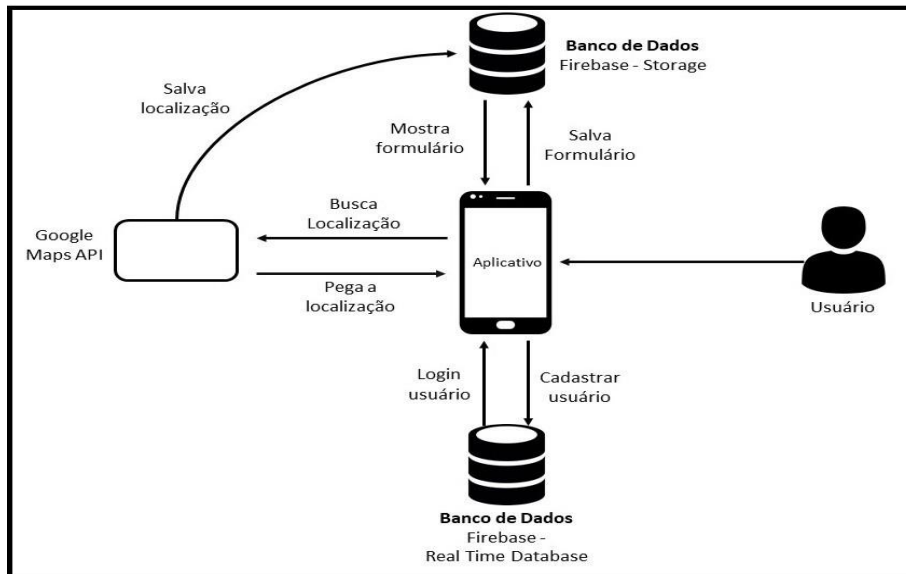 Banco de Dados
Firebase - Storage
Salva
localização
Mostra
formulário
Salva
Formulário
Busca
Localização
Google
Maps API
Aplicativo
Pega a
localização
Usuário
Login
usuário
Cadastrar
usuário
Banco de Dados
Firebase -
Real Time Database